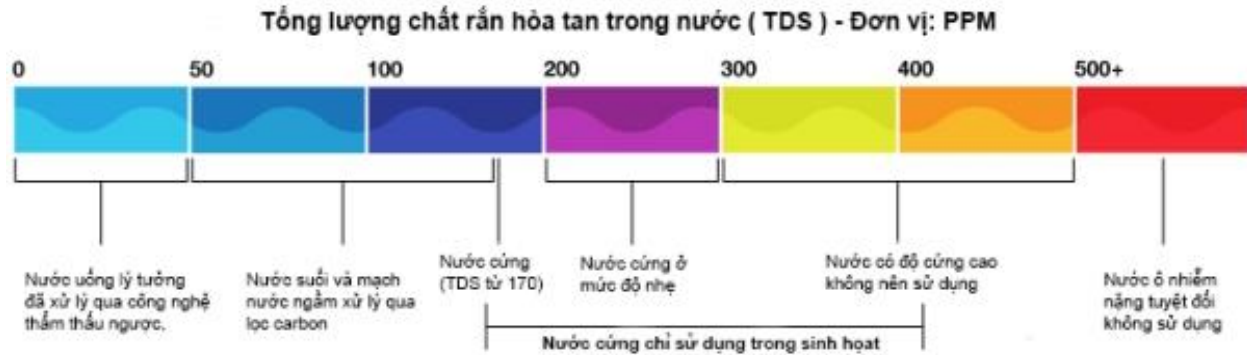 Tổng lượng chất rắn hòa tan trong nước ( TDS ) - Đơn vị: PPM
0 50 100 200 300 400 500+
Nước uống lý tưởng
đã xử lý qua công nghệ
thẩm thấu ngược.
Nước suối và mạch
nước ngầm xử lý qua
lọc carbon
Nước cứng
(TDS từ 170)
Nước cứng ở
mức độ nhẹ
Nước có độ cứng cao
không nên sử dụng
Nước ô nhiễm
nặng tuyệt đối
không sử dụng
Nước cứng chỉ sử dụng trong sinh hoạt